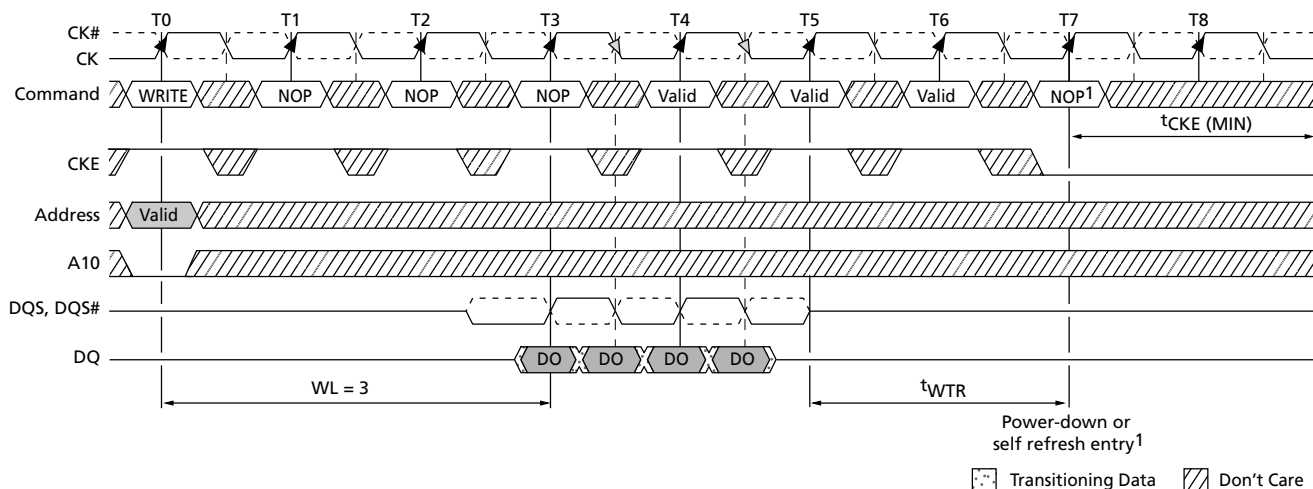 T0 T1 T2 T3 T4 T5 T6 T7 T8
CK#
CK
Command WRITE NOP NOP NOP Valid Valid Valid NOP1
tCKE (MIN)
CKE
Address Valid
A10
DQS, DQS#
DQ DO DO DO DO
WL = 3 tWTR
Power-down or
self refresh entry1
Transitioning Data Don't Care